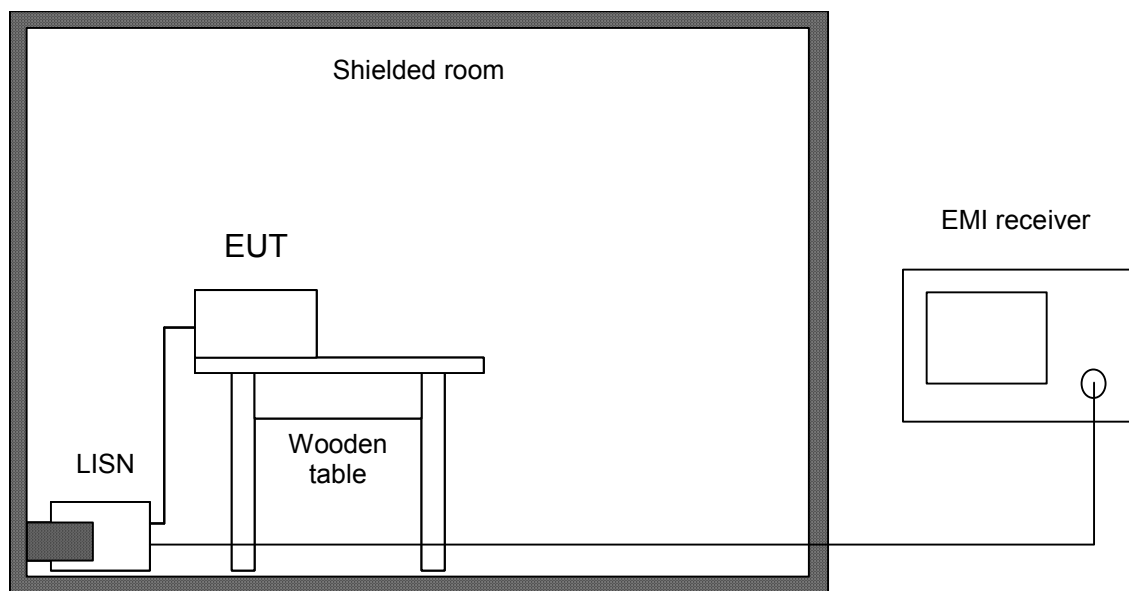 Shielded room
EMI receiver
EUT
Wooden
table
LISN